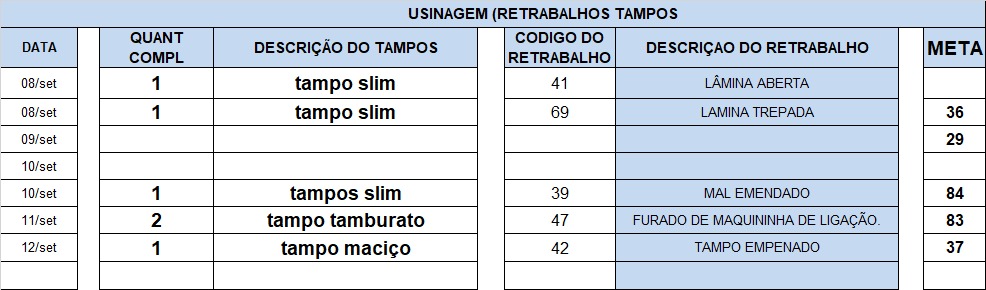 USINAGEM (RETRABALHOS TAMPOS
DATA QUANT COMPL DESCRIÇÃO DO TAMPOS CODIGO DO RETRABALHO DESCRIÇAO DO RETRABALHO META
08/set 1 tampo slim 41 LÂMINA ABERTA
08/set 1 tampo slim 69 LAMINA TREPADA 36
09/set 29
10/set
10/set 1 tampos slim 39 MAL EMENDADO 84
11/set 2 tampo tamburato 47 FURADO DE MAQUININHA DE LIGAÇÃO. 83
12/set 1 tampo maciço 42 TAMPO EMPENADO 37